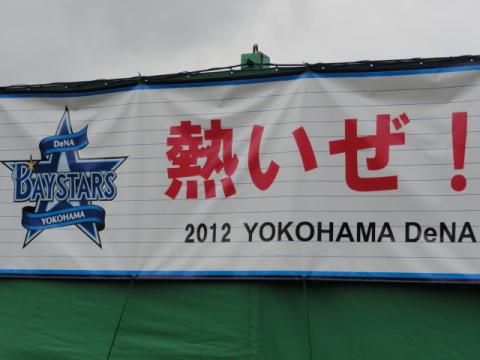 DeNA
BAYSTARS
YOKOHAMA
熱いぜ！
2012 YOKOHAMA DeNA